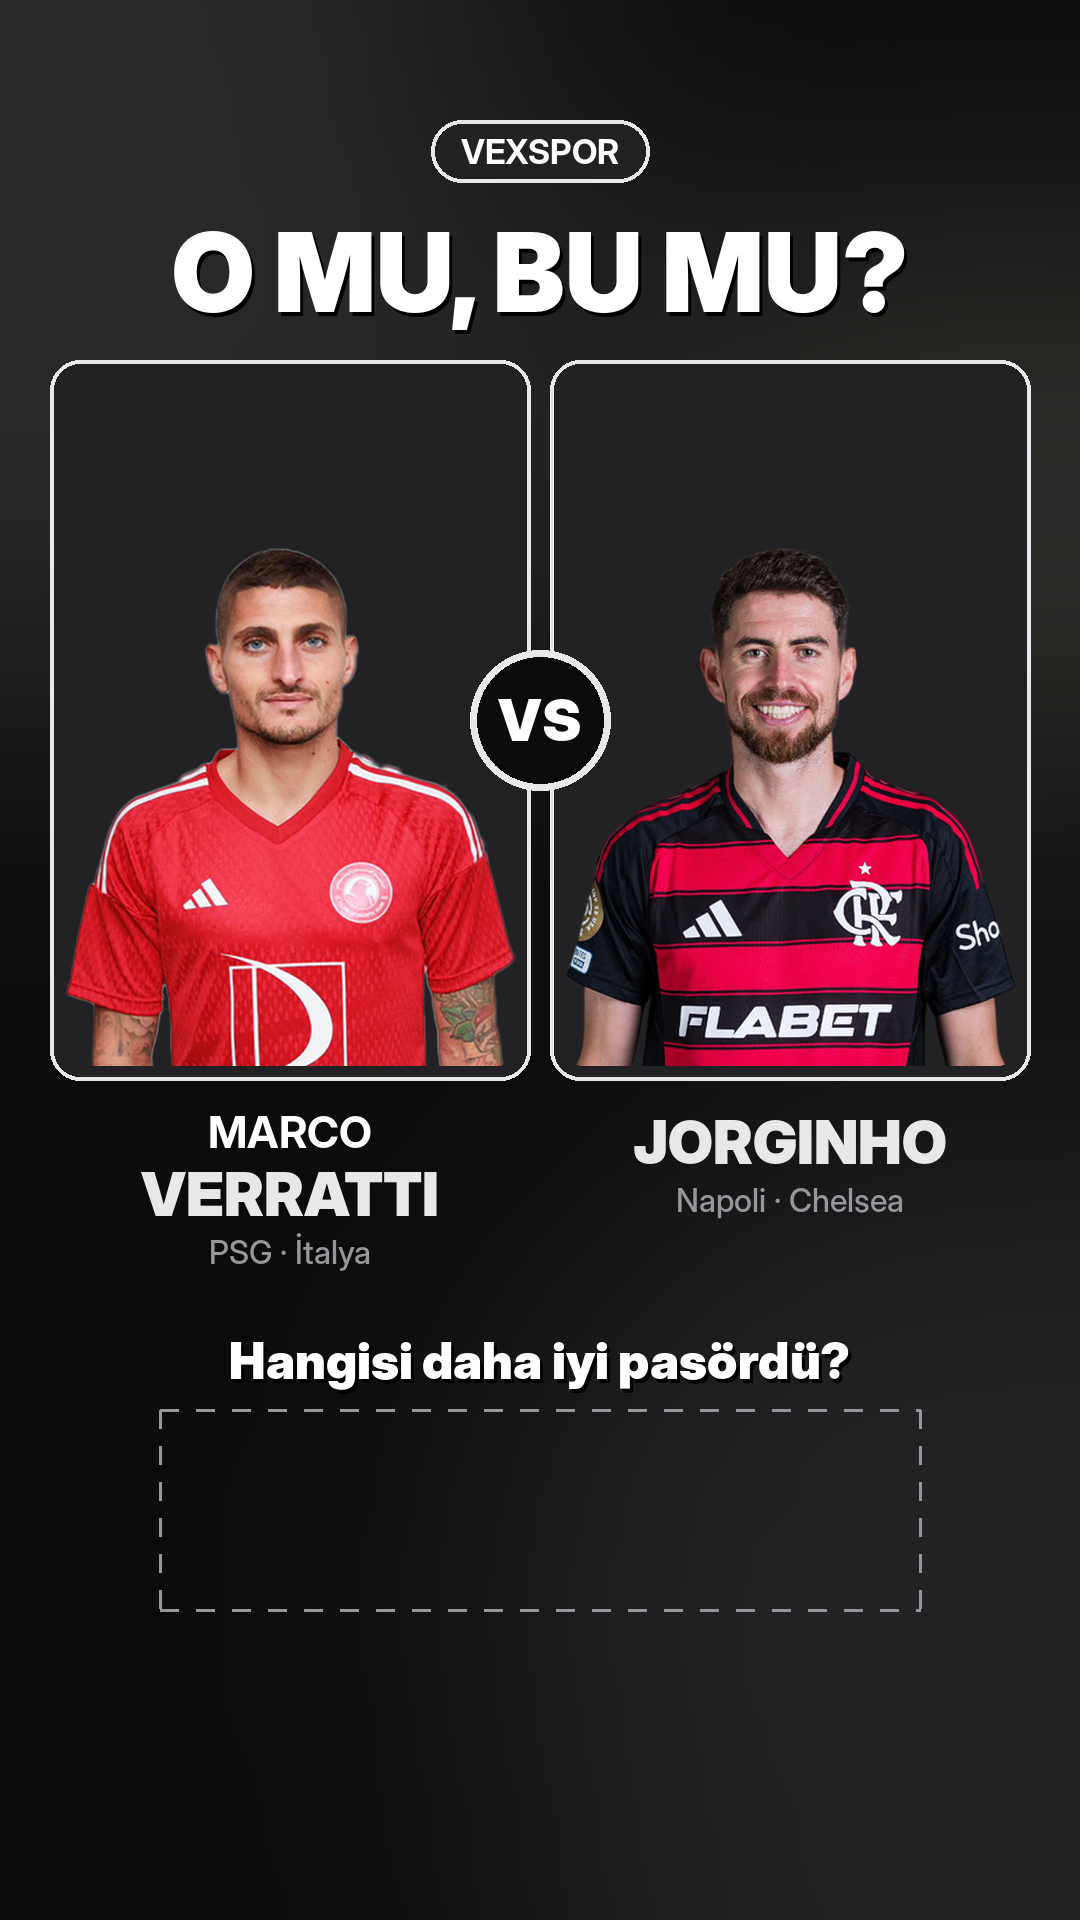 VEXSPOR
O MU, BU MU?
VS
FLABET
Sho
MARCO
VERRATTI
PSG · İtalya
JORGINHO
Napoli · Chelsea
Hangisi daha iyi pasördü?